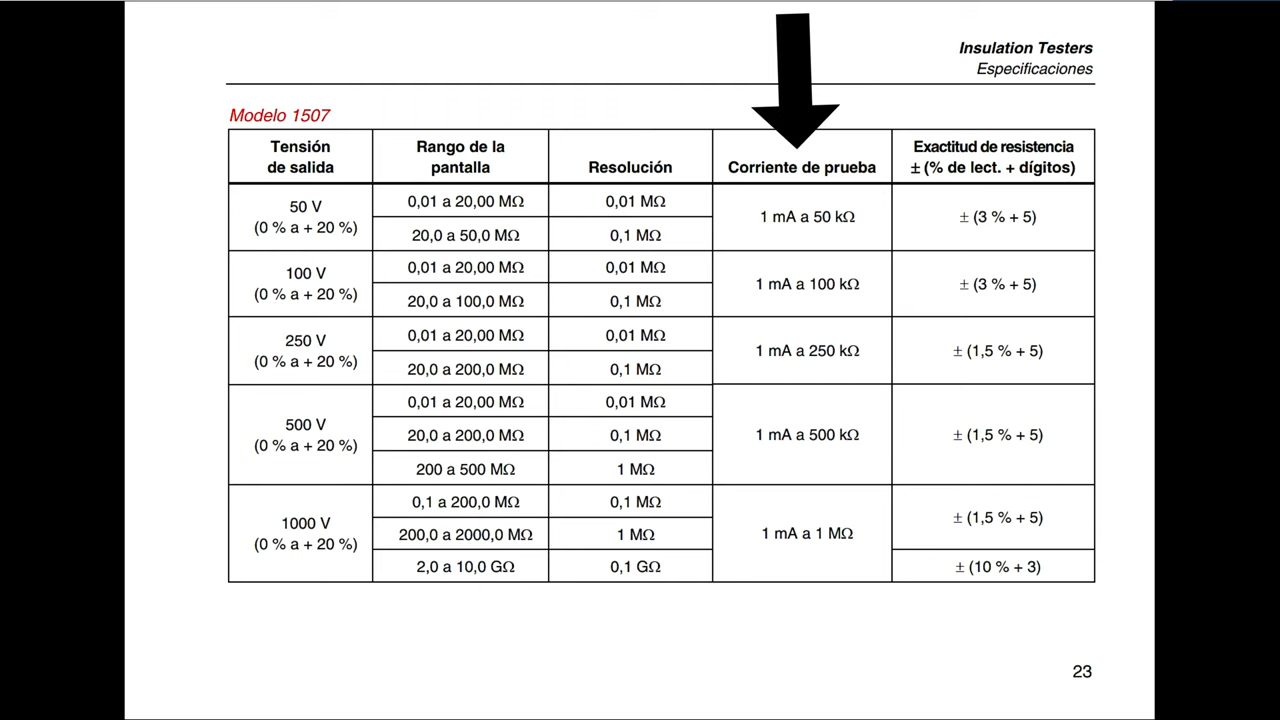 Insulation Testers
Especificaciones
Modelo 1507
Tensión de salida | Rango de la pantalla | Resolución | Corriente de prueba | Exactitud de resistencia ± (% de lect. + dígitos)
50 V (0 % a + 20 %) | 0,01 a 20,00 MΩ | 0,01 MΩ | 1 mA a 50 kΩ | ± (3 % + 5)
20,0 a 50,0 MΩ | 0,1 MΩ
100 V (0 % a + 20 %) | 0,01 a 20,00 MΩ | 0,01 MΩ | 1 mA a 100 kΩ | ± (3 % + 5)
20,0 a 100,0 MΩ | 0,1 MΩ
250 V (0 % a + 20 %) | 0,01 a 20,00 MΩ | 0,01 MΩ | 1 mA a 250 kΩ | ± (1,5 % + 5)
20,0 a 200,0 MΩ | 0,1 MΩ
500 V (0 % a + 20 %) | 0,01 a 20,00 MΩ | 0,01 MΩ | 1 mA a 500 kΩ | ± (1,5 % + 5)
20,0 a 200,0 MΩ | 0,1 MΩ
200 a 500 MΩ | 1 MΩ
1000 V (0 % a + 20 %) | 0,1 a 200,0 MΩ | 0,1 MΩ | 1 mA a 1 MΩ | ± (1,5 % + 5)
200,0 a 2000,0 MΩ | 1 MΩ
2,0 a 10,0 GΩ | 0,1 GΩ | ± (10 % + 3)
23